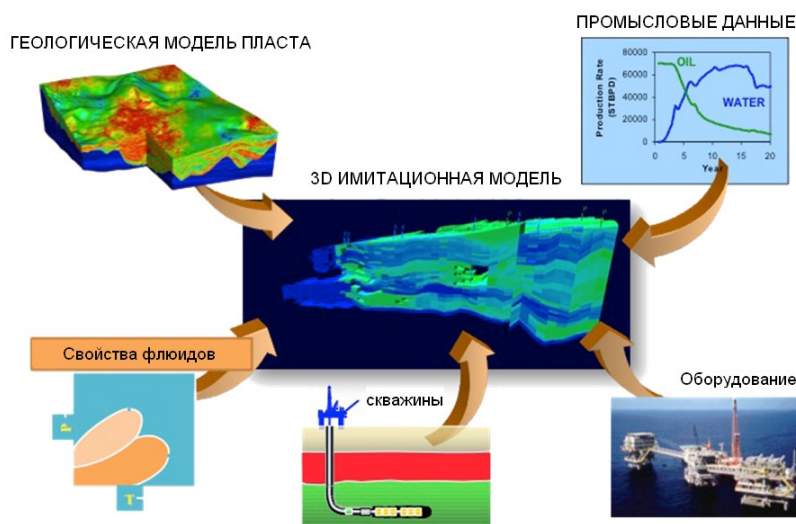 ПРОМЫСЛОВЫЕ ДАННЫЕ
ГЕОЛОГИЧЕСКАЯ МОДЕЛЬ ПЛАСТА
80000
60000
40000
20000
0
Production Rate
(STBPD)
OIL
WATER
0 5 10 15 20
Year
3D ИМИТАЦИОННАЯ МОДЕЛЬ
Свойства флюидов
P
T
скважины
Оборудование